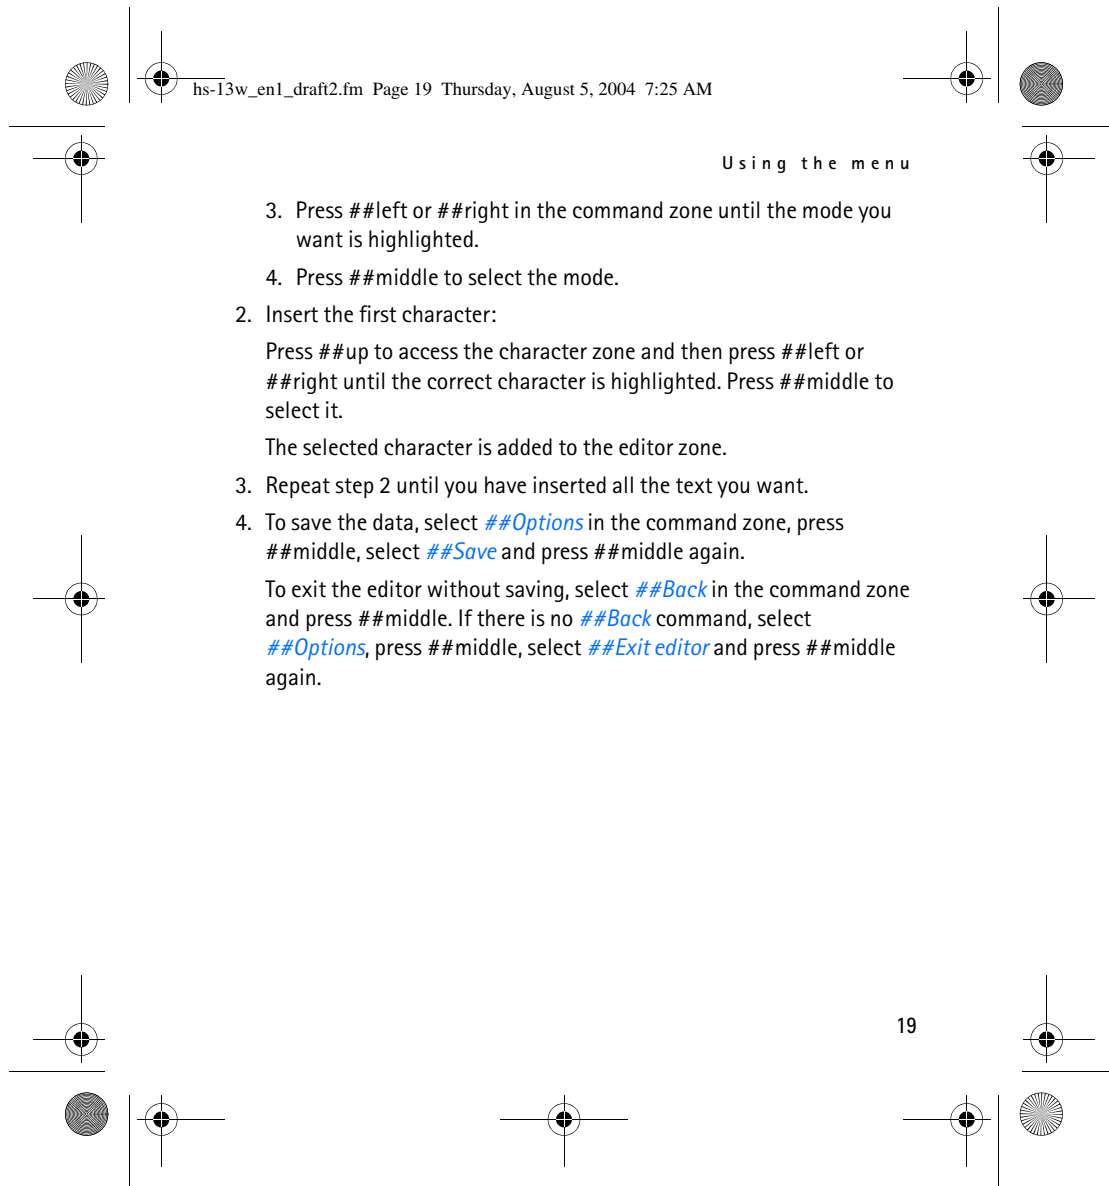 hs-13w_en1_draft2.fm Page 19 Thursday, August 5, 2004 7:25 AM
Using the menu
3. Press ##left or ##right in the command zone until the mode you
want is highlighted.
4. Press ##middle to select the mode.
2. Insert the first character:
Press ##up to access the character zone and then press ##left or
##right until the correct character is highlighted. Press ##middle to
select it.
The selected character is added to the editor zone.
3. Repeat step 2 until you have inserted all the text you want.
4. To save the data, select ##Options in the command zone, press
##middle, select ##Save and press ##middle again.
To exit the editor without saving, select ##Back in the command zone
and press ##middle. If there is no ##Back command, select
##Options, press ##middle, select ##Exit editor and press ##middle
again.
19